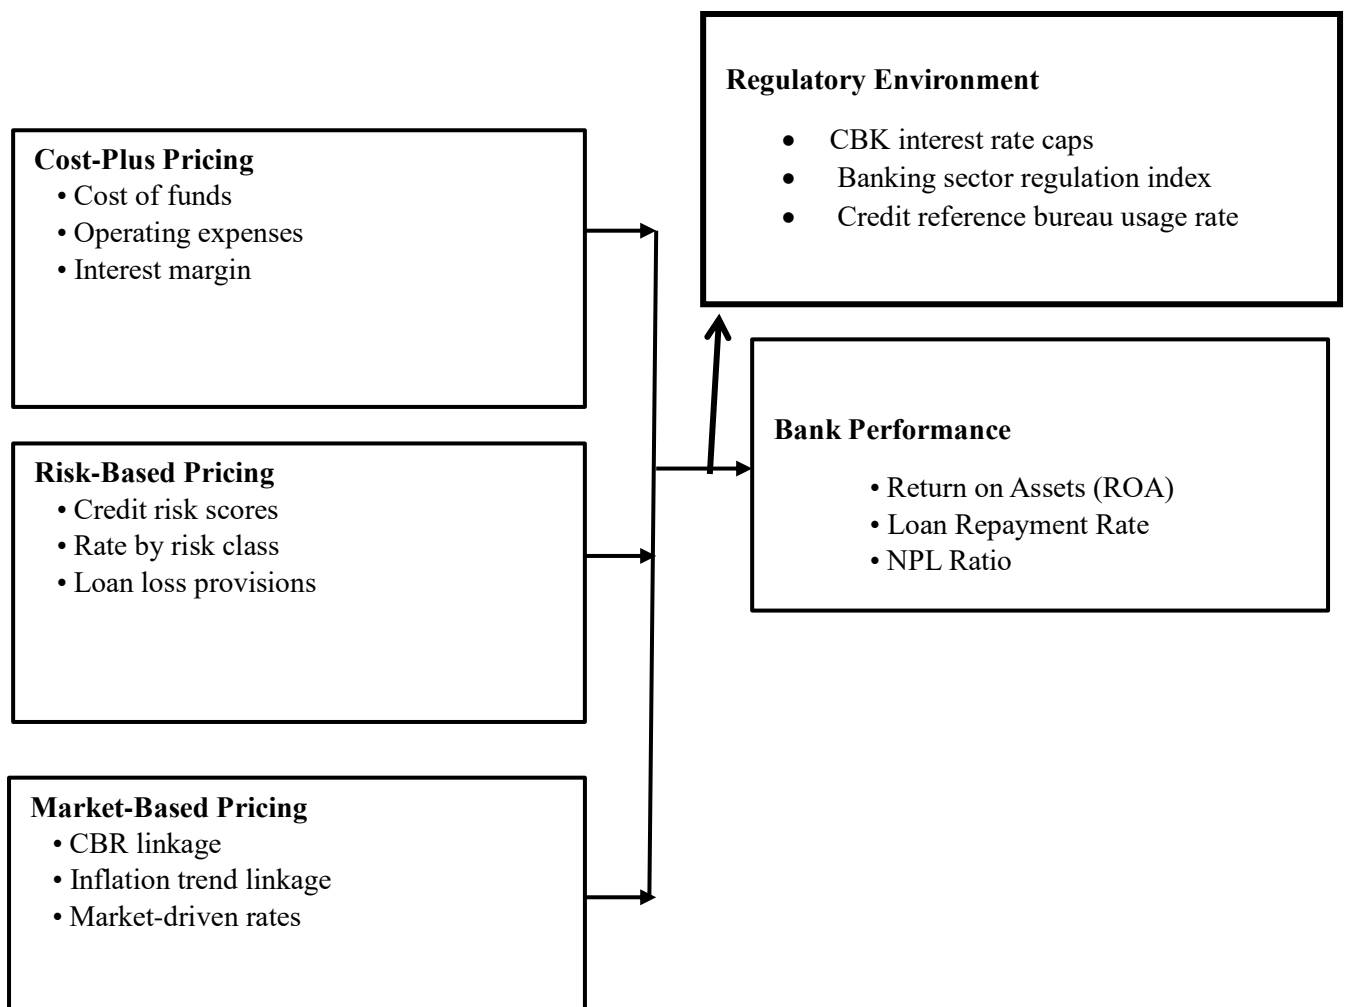 Regulatory Environment
• CBK interest rate caps
• Banking sector regulation index
• Credit reference bureau usage rate
Cost-Plus Pricing
• Cost of funds
• Operating expenses
• Interest margin
Bank Performance
• Return on Assets (ROA)
• Loan Repayment Rate
• NPL Ratio
Risk-Based Pricing
• Credit risk scores
• Rate by risk class
• Loan loss provisions
Market-Based Pricing
• CBR linkage
• Inflation trend linkage
• Market-driven rates